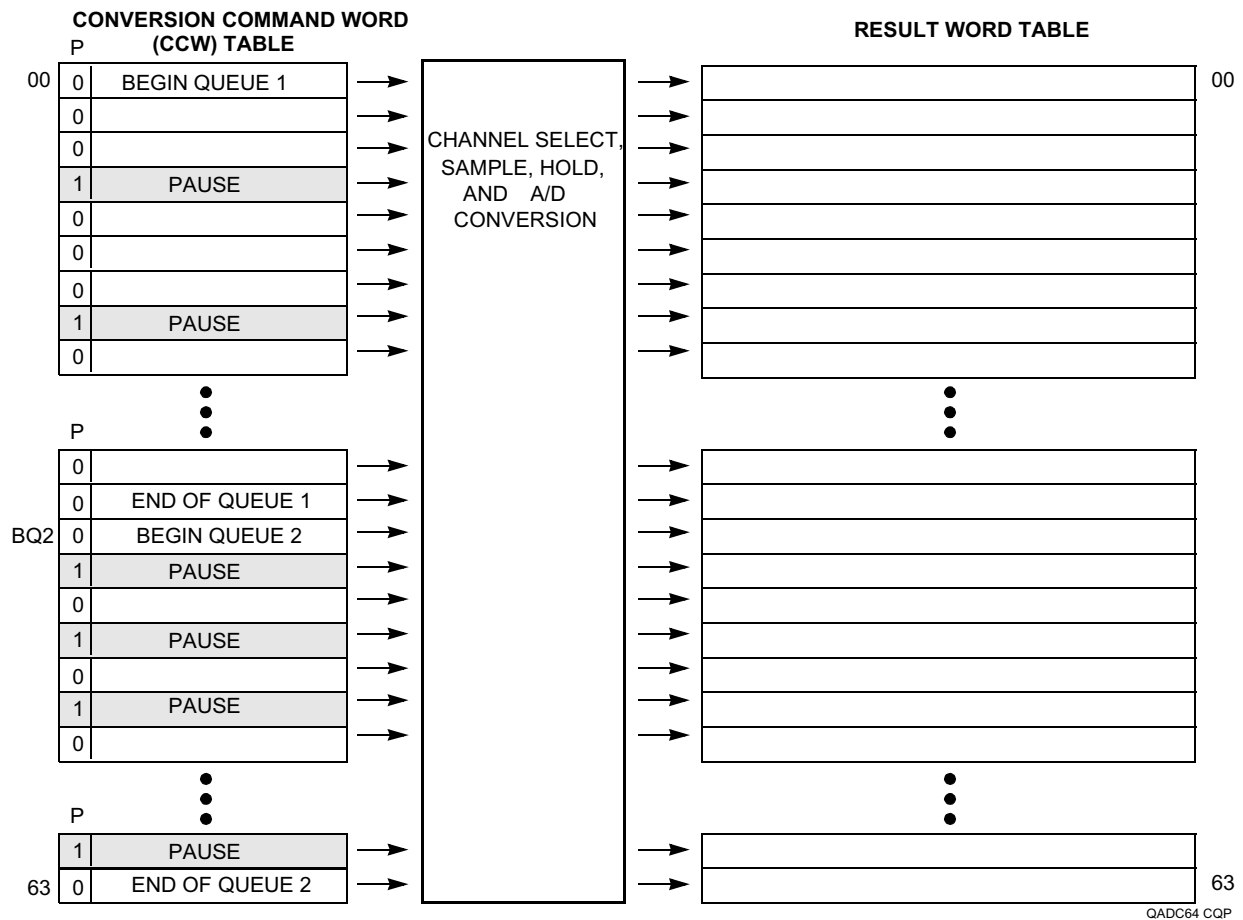 CONVERSION COMMAND WORD
(CCW) TABLE
RESULT WORD TABLE
P
00 0 BEGIN QUEUE 1 00
0
0
1 PAUSE
0
0
0
1 PAUSE
0
CHANNEL SELECT,
SAMPLE, HOLD,
AND A/D
CONVERSION
P
0
0 END OF QUEUE 1
BQ2 0 BEGIN QUEUE 2
1 PAUSE
0
1 PAUSE
0
1 PAUSE
0
P
1 PAUSE
63 0 END OF QUEUE 2 63
QADC64 CQP